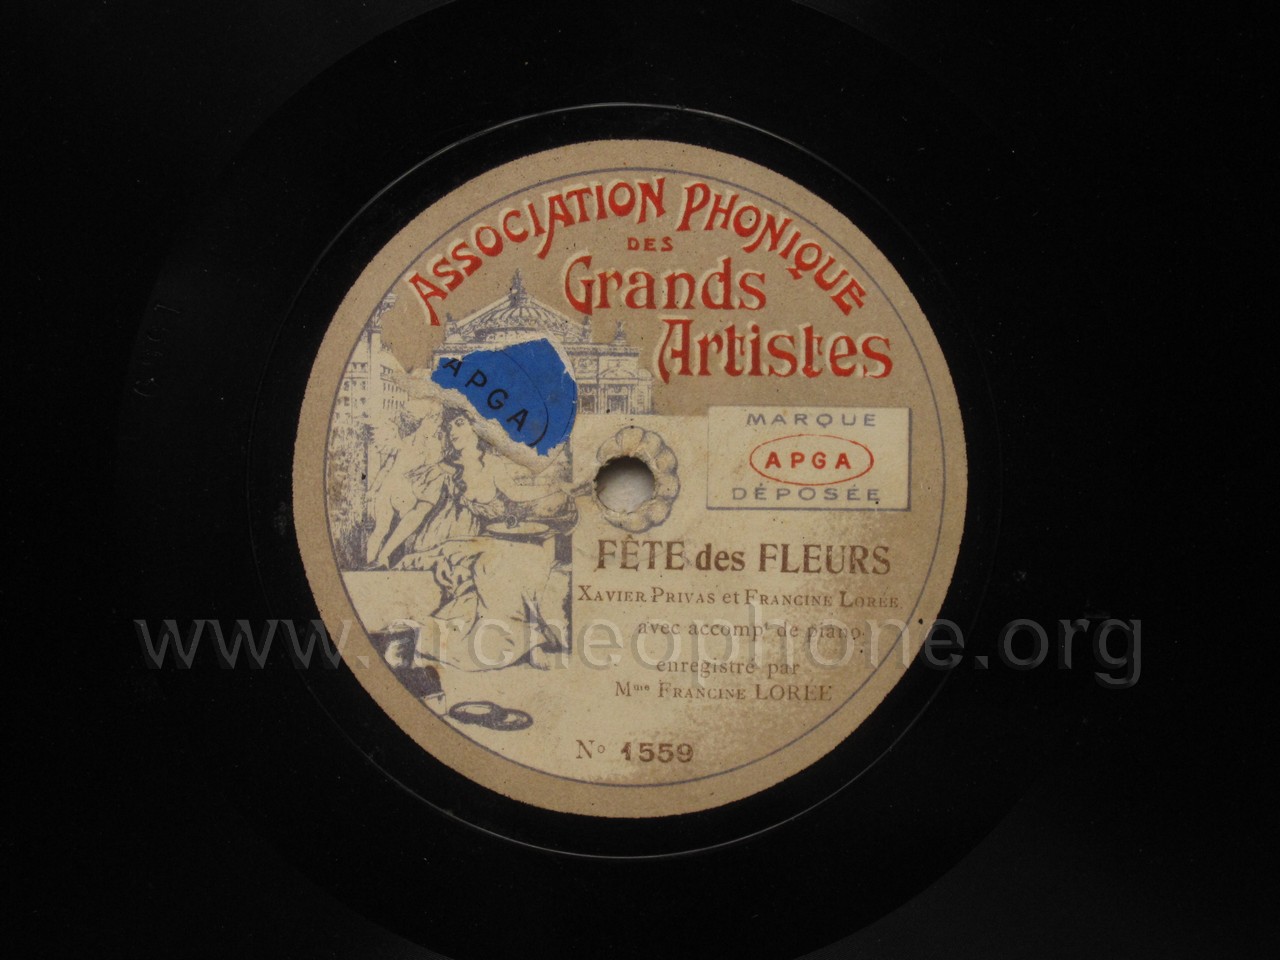 ASSOCIATION PHONIQUE
DES
Grands
Artistes
APGA
MARQUE
APGA
DÉPOSÉE
FÊTE des FLEURS
XAVIER PRIVAS et FRANCINE LORÉE
avec accompt de piano.
enregistré par
Mme FRANCINE LORÉE
No 1559
www.archeophone.org